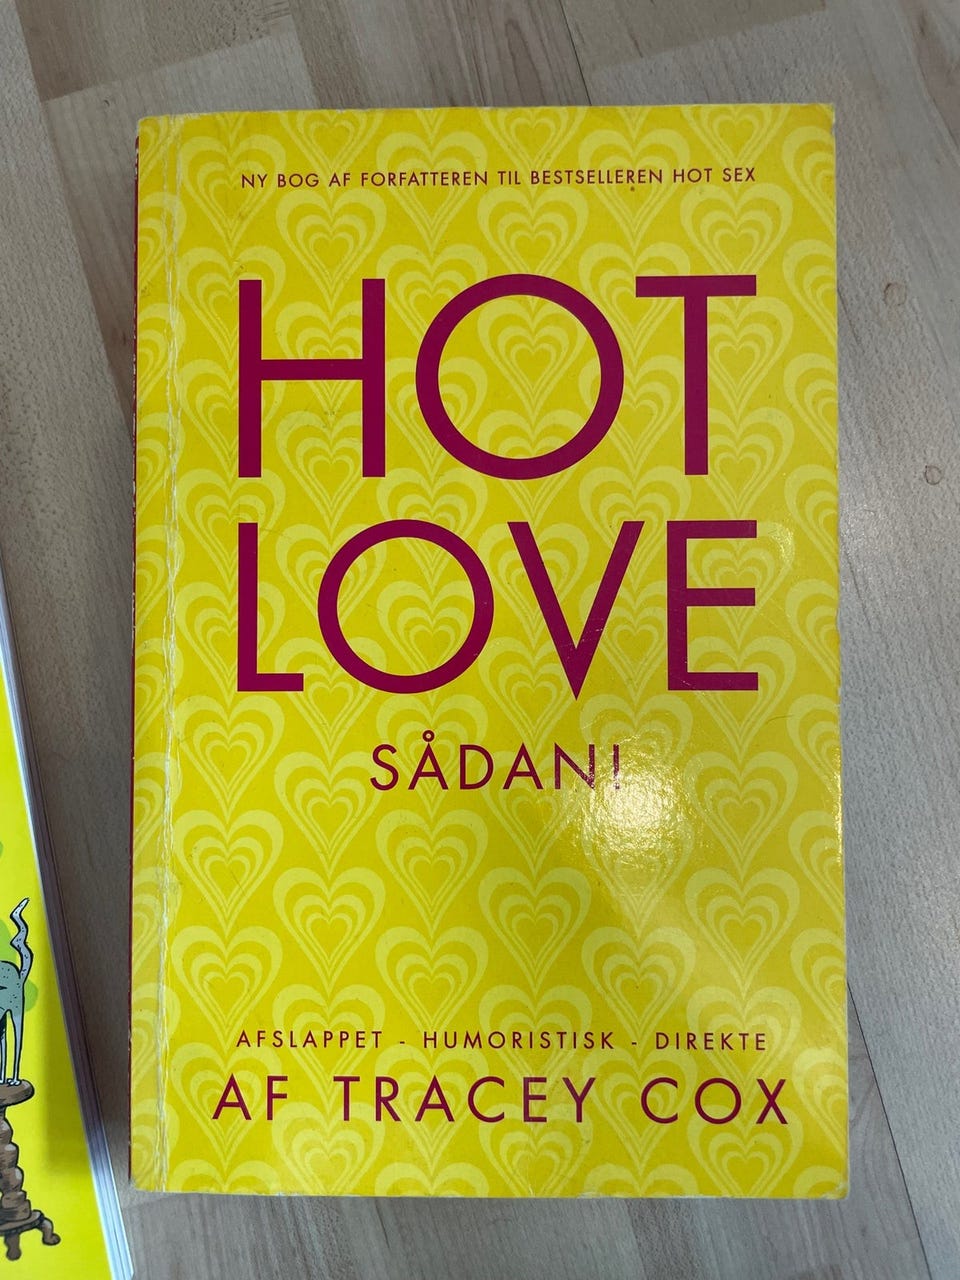 NY BOG AF FORFATTEREN TIL BESTSELLEREN HOT SEX
HOT
LOVE
SÅDAN!
AFSLAPPET - HUMORISTISK - DIREKTE
AF TRACEY COX